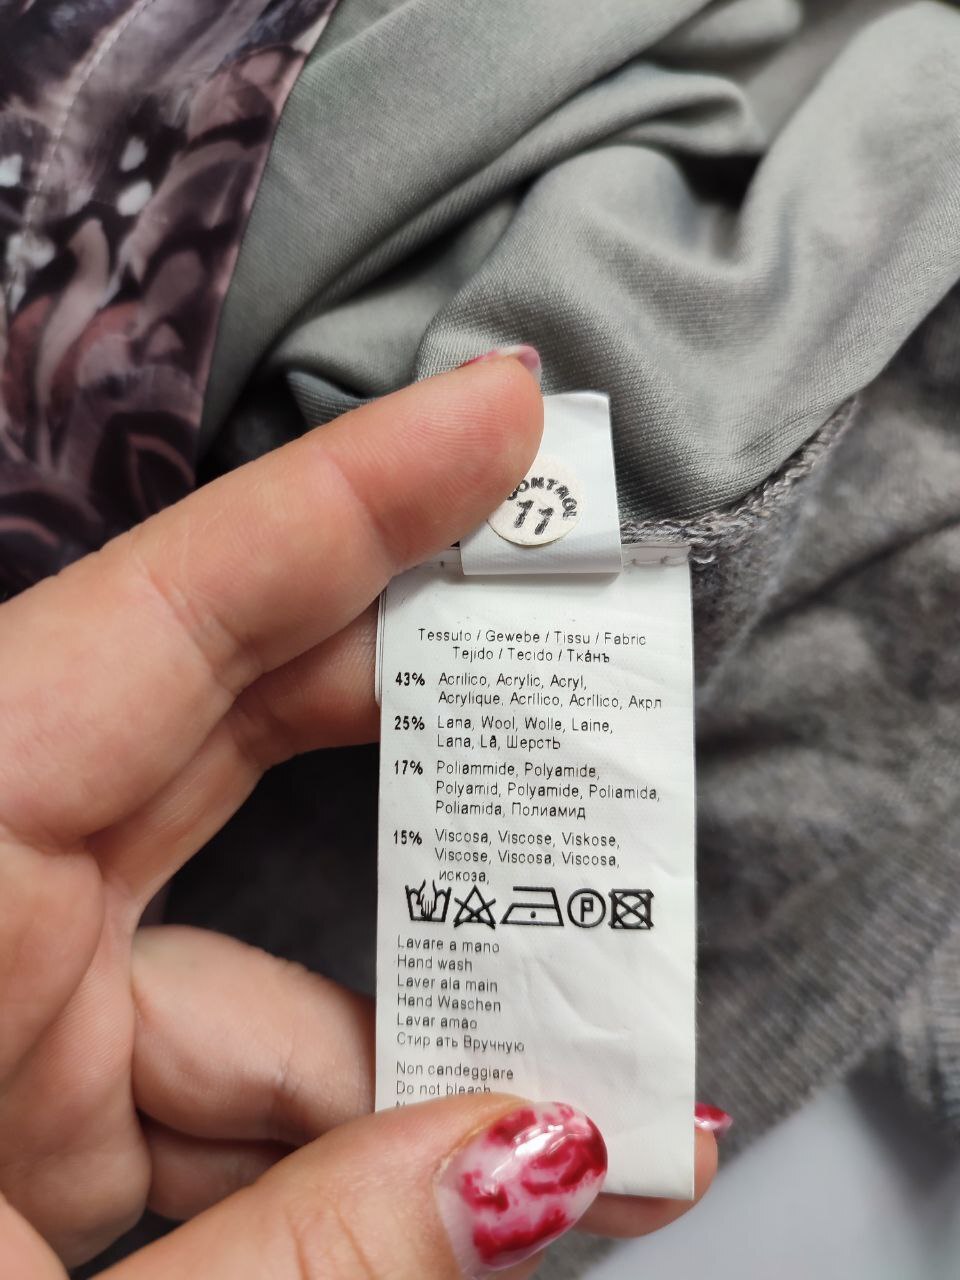 CONTROL
11
Tessuto / Gewebe / Tissu / Fabric
Tejido / Tecido / Ткáнъ
43% Acrilico, Acrylic, Acryl,
Acrylique, Acrílico, Acrílico, Акрл
25% Lana, Wool, Wolle, Laine,
Lana, Lã, Шерстъ
17% Poliammide, Polyamide,
Polyamid, Polyamide, Poliamida,
Poliamida, Полиамид
15% Viscosa, Viscose, Viskose,
Viscose, Viscosa, Viscosa,
искоза,
P
Lavare a mano
Hand wash
Laver ala main
Hand Waschen
Lavar amão
Стир ать Вручную
Non candeggiare
Do not bleach